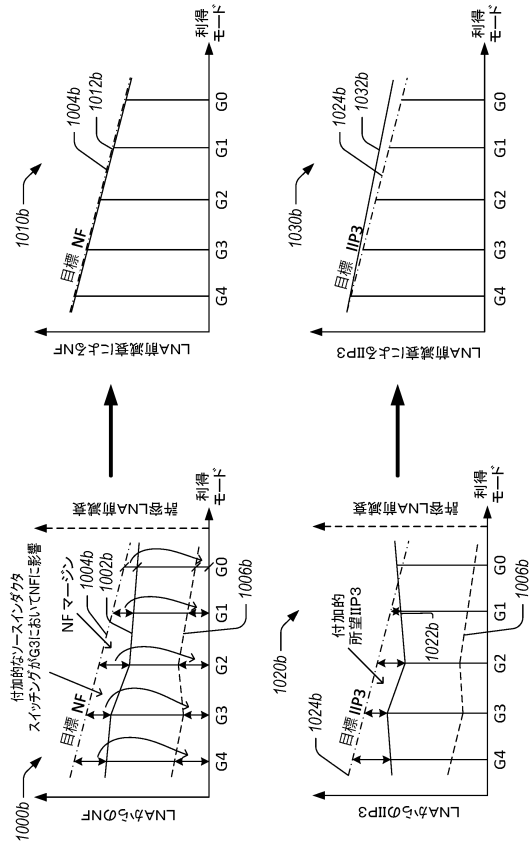 1000b
付加的なソースインダクタ
スイッチングがG3においてNFに影響
目標 NF
NF マージン
1004b
1002b
1006b
LNAからのNF
許容LNA前減衰
G4
G3
G2
G1
G0
利得
モード
1010b
目標 NF
1004b
1012b
LNA前減衰によるNF
G4
G3
G2
G1
G0
利得
モード
1020b
1024b
目標 IIP3
付加的
所望IIP3
1022b
1006b
LNAからのIIP3
許容LNA前減衰
G4
G3
G2
G1
G0
利得
モード
1030b
目標 IIP3
1024b
1032b
LNA前減衰によるIIP3
G4
G3
G2
G1
G0
利得
モード